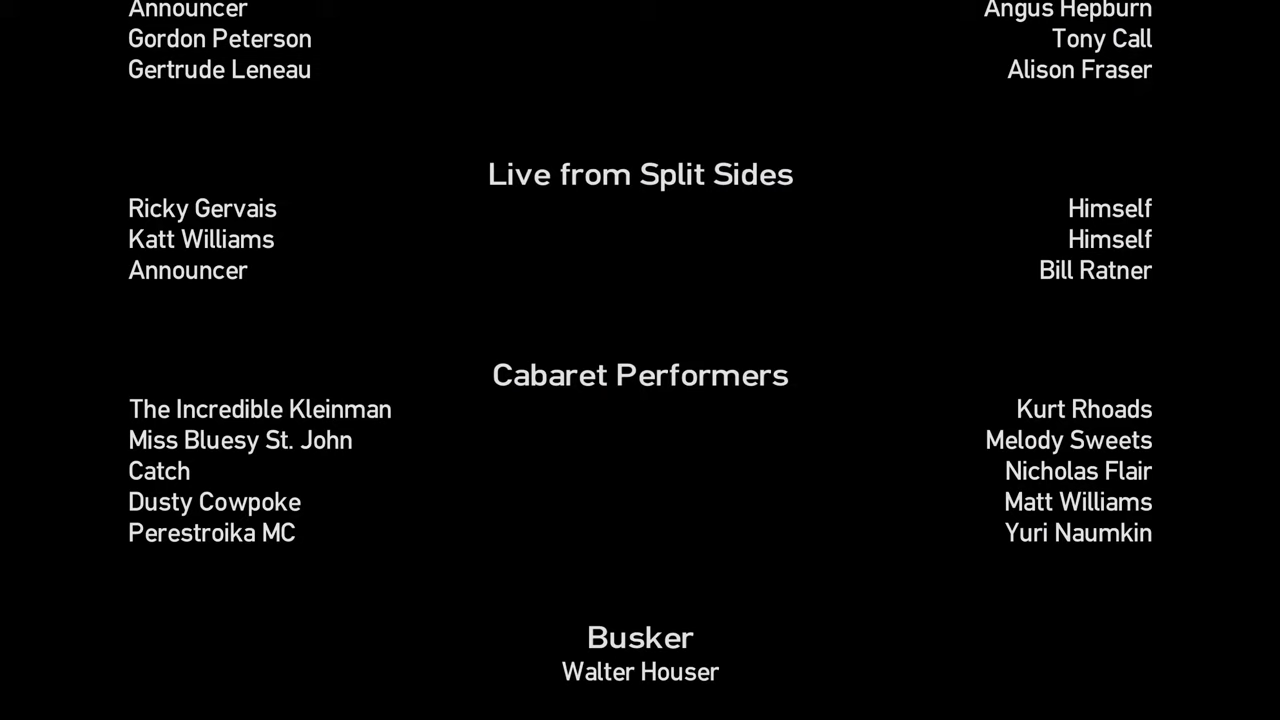 Announcer Angus Hepburn
Gordon Peterson Tony Call
Gertrude Leneau Alison Fraser
Live from Split Sides
Ricky Gervais Himself
Katt Williams Himself
Announcer Bill Ratner
Cabaret Performers
The Incredible Kleinman Kurt Rhoads
Miss Bluesy St. John Melody Sweets
Catch Nicholas Flair
Dusty Cowpoke Matt Williams
Perestroika MC Yuri Naumkin
Busker
Walter Houser